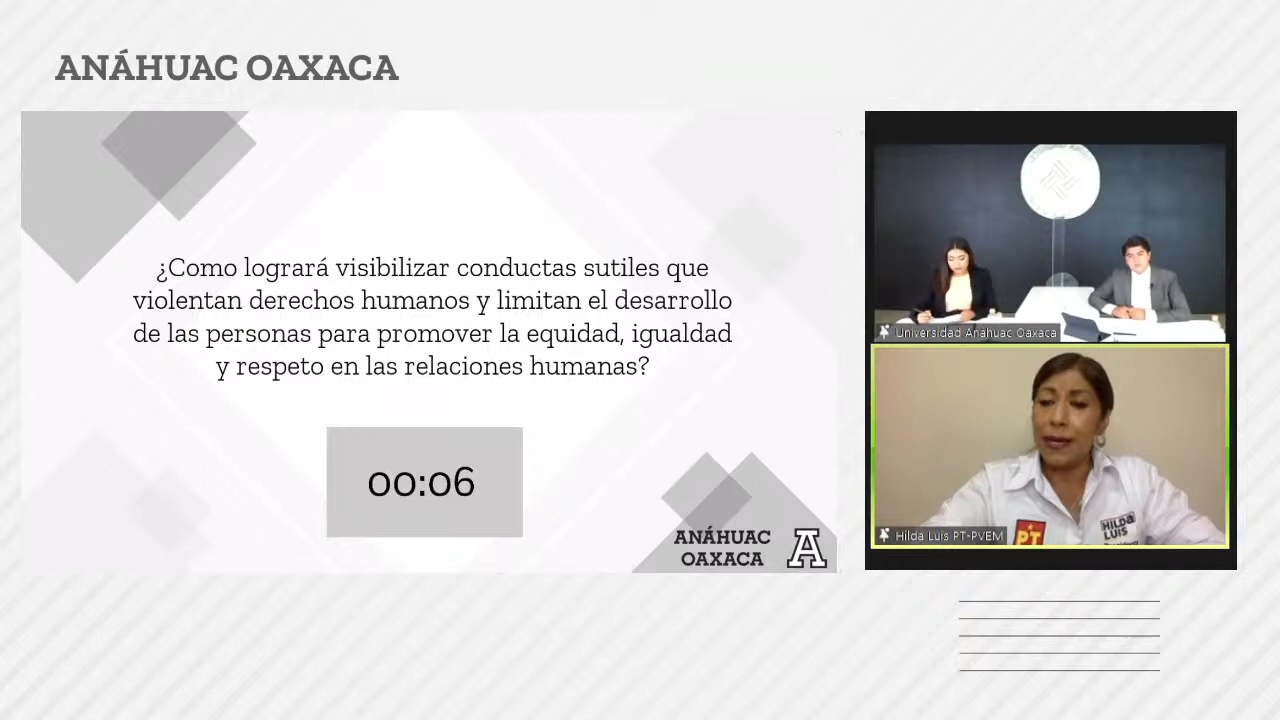 ANÁHUAC OAXACA
¿Como logrará visibilizar conductas sutiles que
violentan derechos humanos y limitan el desarrollo
de las personas para promover la equidad, igualdad
y respeto en las relaciones humanas?
00:06
ANÁHUAC
OAXACA
A
Universidad Anáhuac Oaxaca
HILDA
LUIS
PT
Hilda Luis PT-PVEM